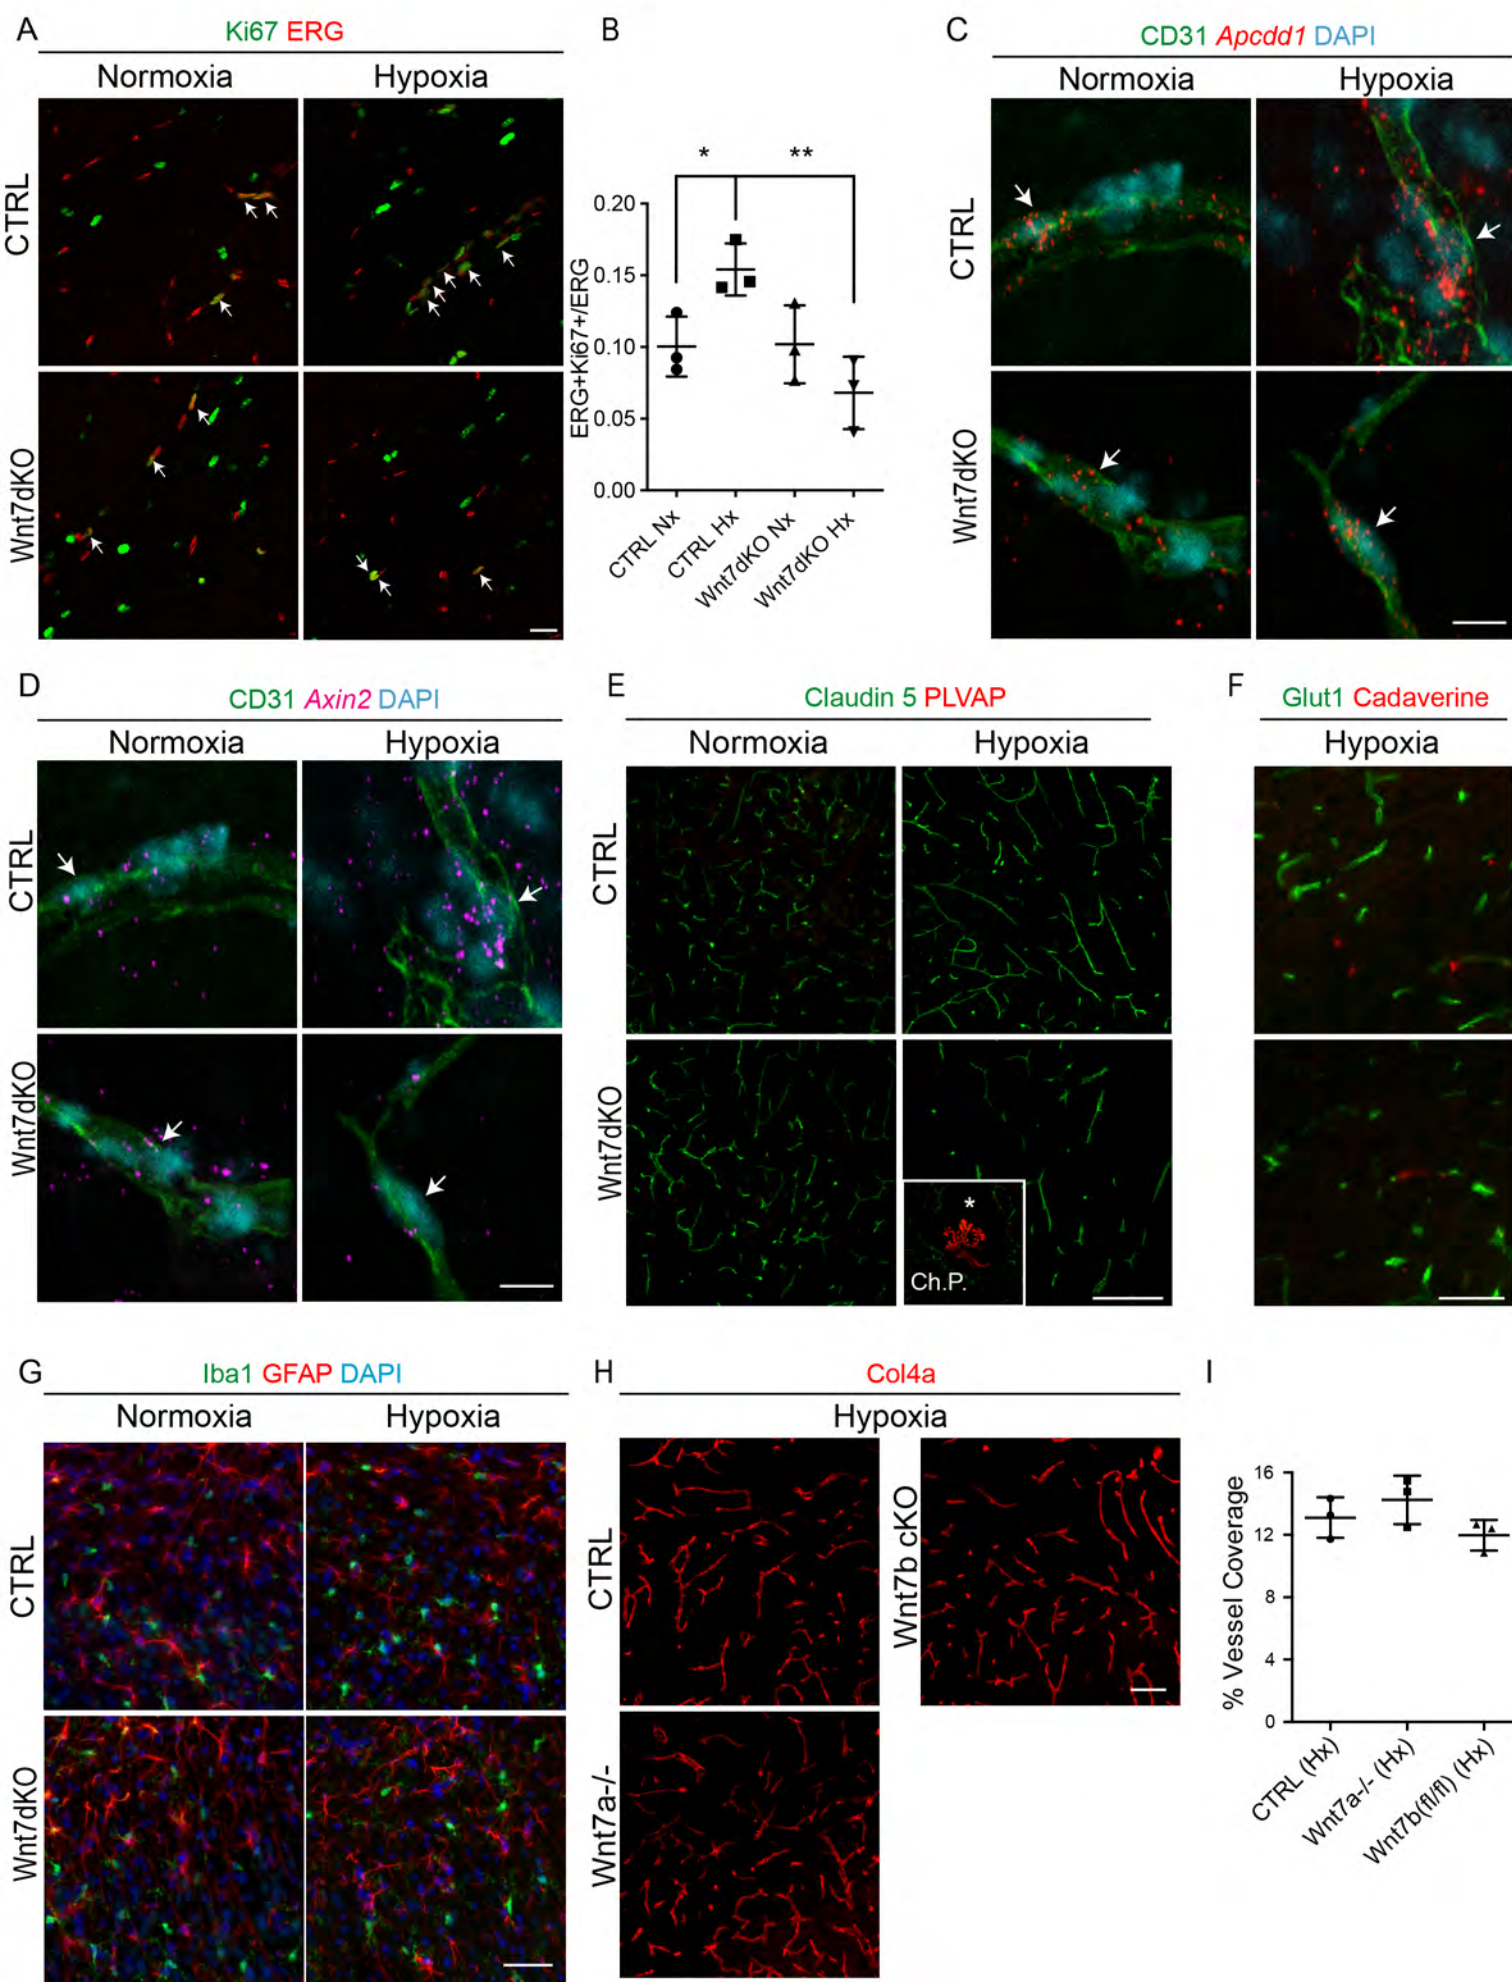 A
Ki67 ERG
Normoxia Hypoxia
CTRL
Wnt7dKO
B
* **
ERG+Ki67+/ERG
0.20
0.15
0.10
0.05
0.00
CTRL Nx
CTRL Hx
Wnt7dKO Nx
Wnt7dKO Hx
C
CD31 Apcdd1 DAPI
Normoxia Hypoxia
CTRL
Wnt7dKO
D
CD31 Axin2 DAPI
Normoxia Hypoxia
CTRL
Wnt7dKO
E
Claudin 5 PLVAP
Normoxia Hypoxia
CTRL
Wnt7dKO
*
Ch.P.
F
Glut1 Cadaverine
Hypoxia
G
Iba1 GFAP DAPI
Normoxia Hypoxia
CTRL
Wnt7dKO
H
Col4a
Hypoxia
CTRL
Wnt7b cKO
Wnt7a-/-
I
% Vessel Coverage
16
12
8
4
0
CTRL (Hx)
Wnt7a-/- (Hx)
Wnt7b(fl/fl) (Hx)